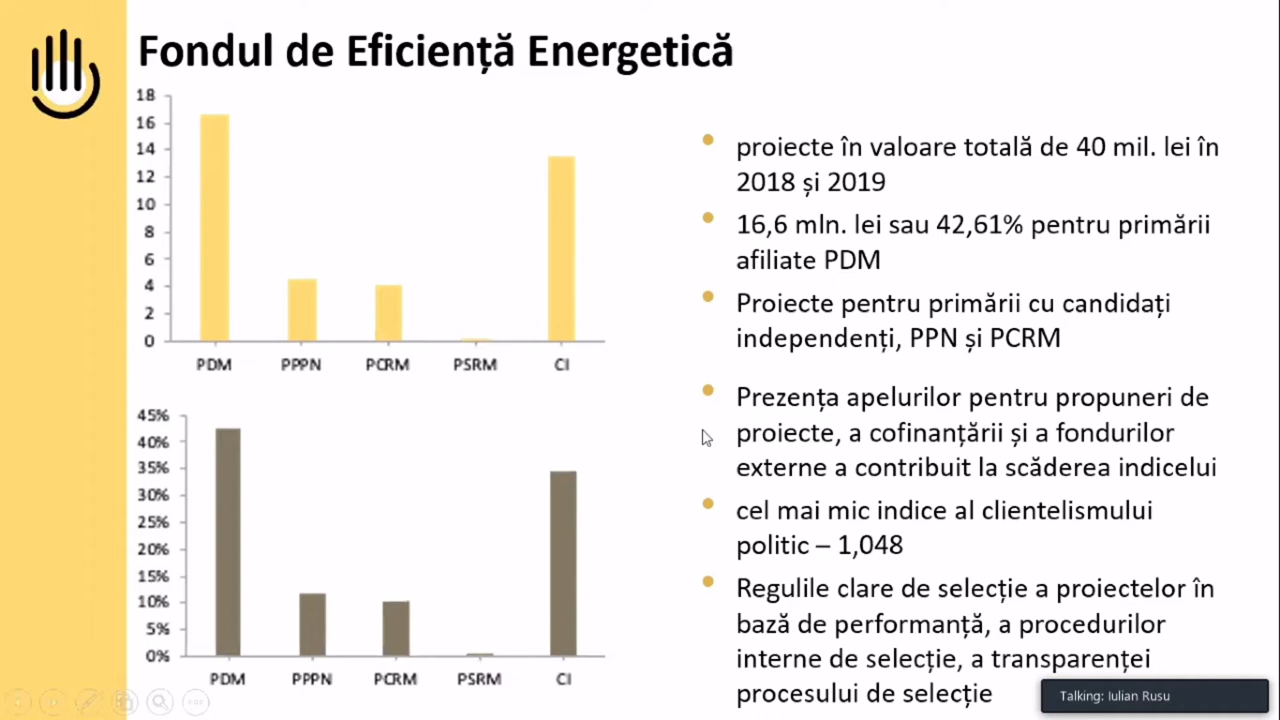 Fondul de Eficiență Energetică
18
16
14
12
10
8
6
4
2
0
PDM PPPN PCRM PSRM CI
45%
40%
35%
30%
25%
20%
15%
10%
5%
0%
PDM PPPN PCRM PSRM CI
proiecte în valoare totală de 40 mil. lei în
2018 și 2019
16,6 mln. lei sau 42,61% pentru primării
afiliate PDM
Proiecte pentru primării cu candidați
independenți, PPN și PCRM
Prezența apelurilor pentru propuneri de
proiecte, a cofinanțării și a fondurilor
externe a contribuit la scăderea indicelui
cel mai mic indice al clientelismului
politic – 1,048
Regulile clare de selecție a proiectelor în
bază de performanță, a procedurilor
interne de selecție, a transparenței
procesului de selecție
Talking: Iulian Rusu